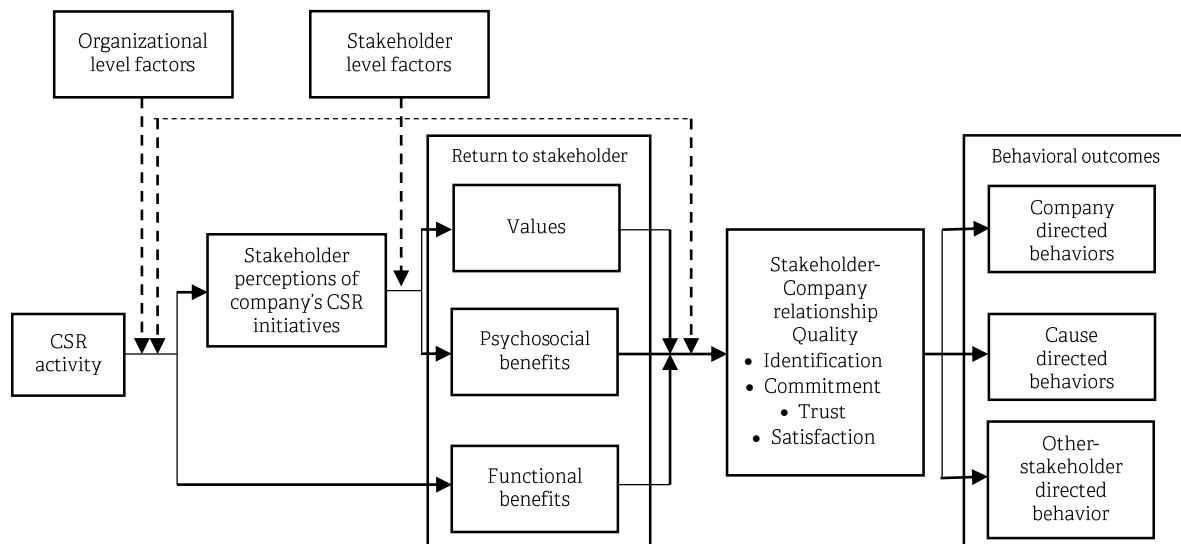 Organizational
level factors
Stakeholder
level factors
Return to stakeholder
Behavioral outcomes
Values
Company
directed
behaviors
Stakeholder
perceptions of
company's CSR
initiatives
Stakeholder-
Company
relationship
Quality
• Identification
• Commitment
• Trust
• Satisfaction
CSR
activity
Psychosocial
benefits
Cause
directed
behaviors
Functional
benefits
Other-
stakeholder
directed
behavior